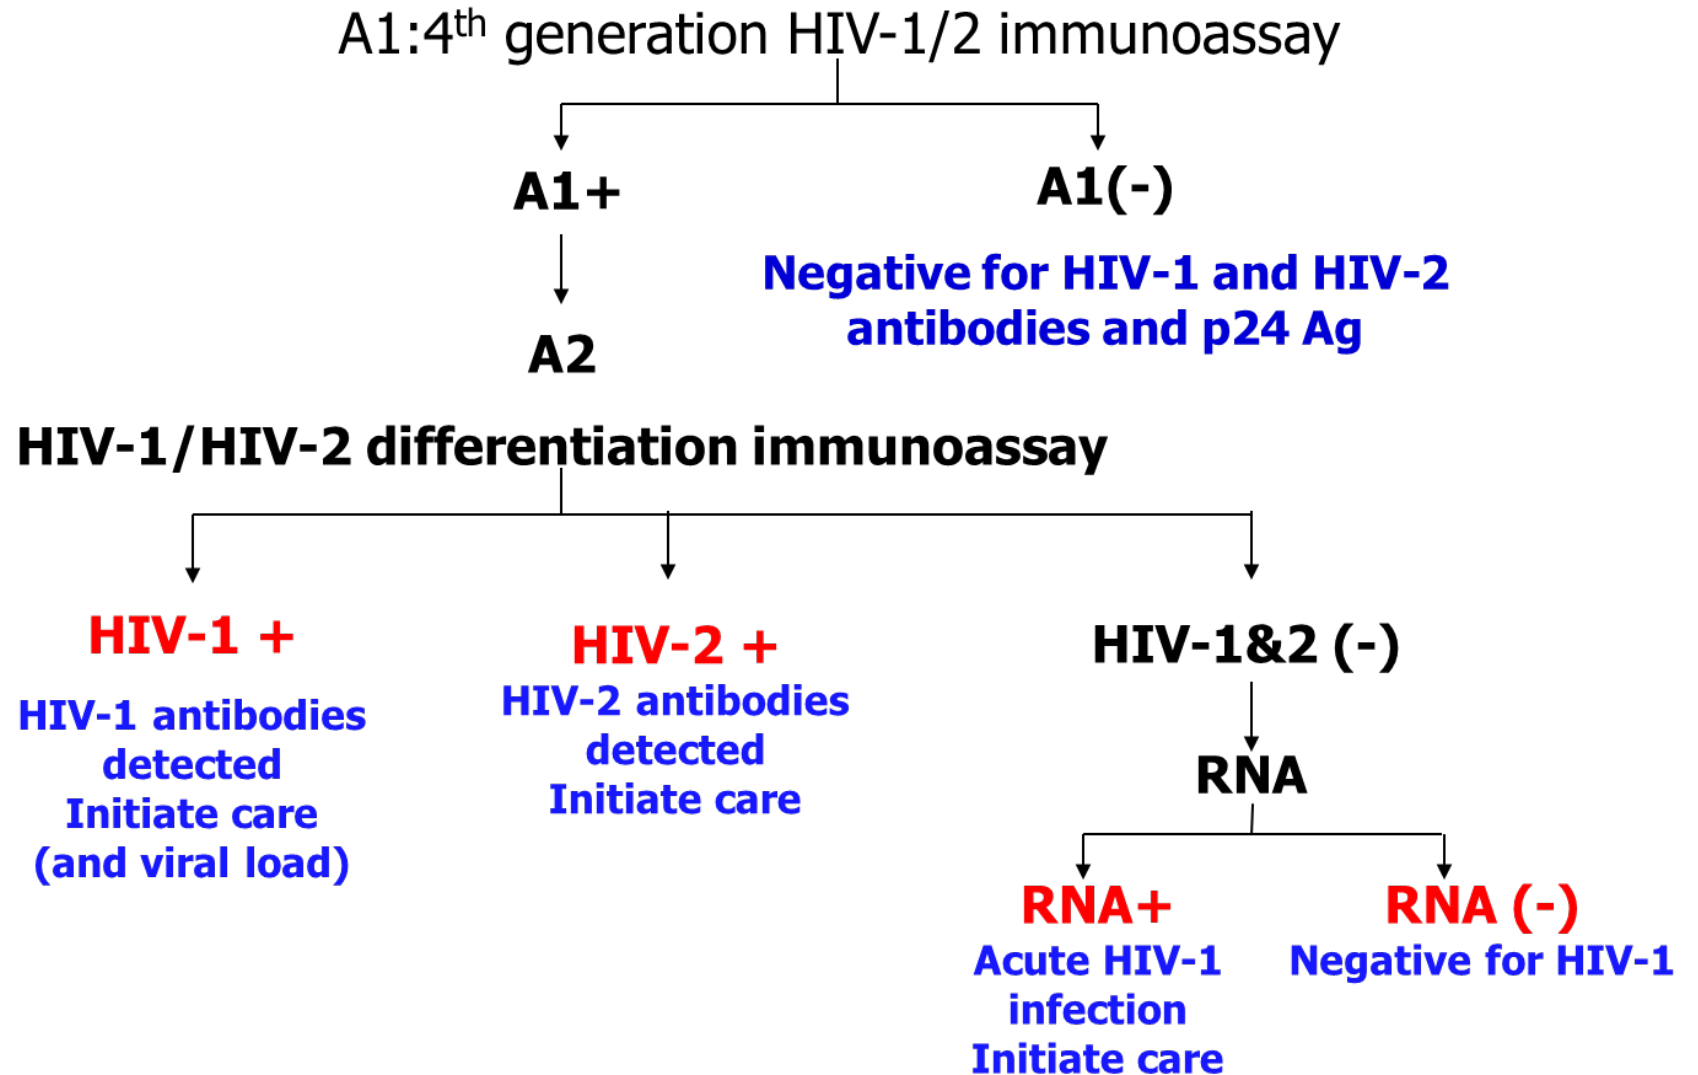 A1:4th generation HIV-1/2 immunoassay
A1+
A1(-)
Negative for HIV-1 and HIV-2
antibodies and p24 Ag
A2
HIV-1/HIV-2 differentiation immunoassay
HIV-1 +
HIV-1 antibodies
detected
Initiate care
(and viral load)
HIV-2 +
HIV-2 antibodies
detected
Initiate care
HIV-1&2 (-)
RNA
RNA+
Acute HIV-1
infection
Initiate care
RNA (-)
Negative for HIV-1